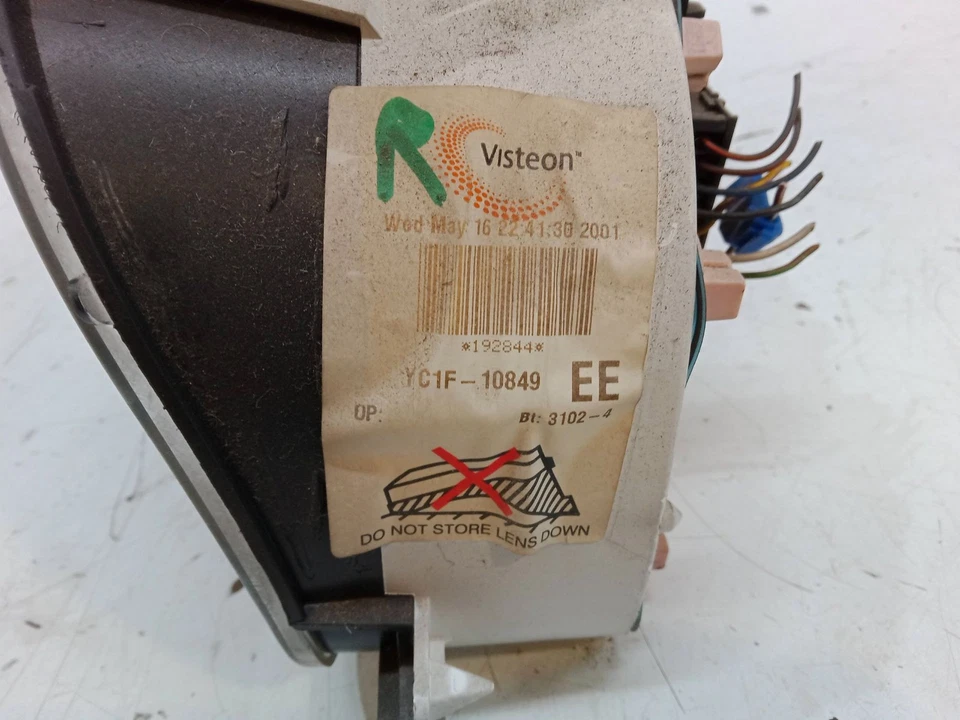 R
Visteon™
Wed May 16 22:41:30 2001
*192844*
YC1F-10849 EE
OP: Bt: 3102-4
DO NOT STORE LENS DOWN